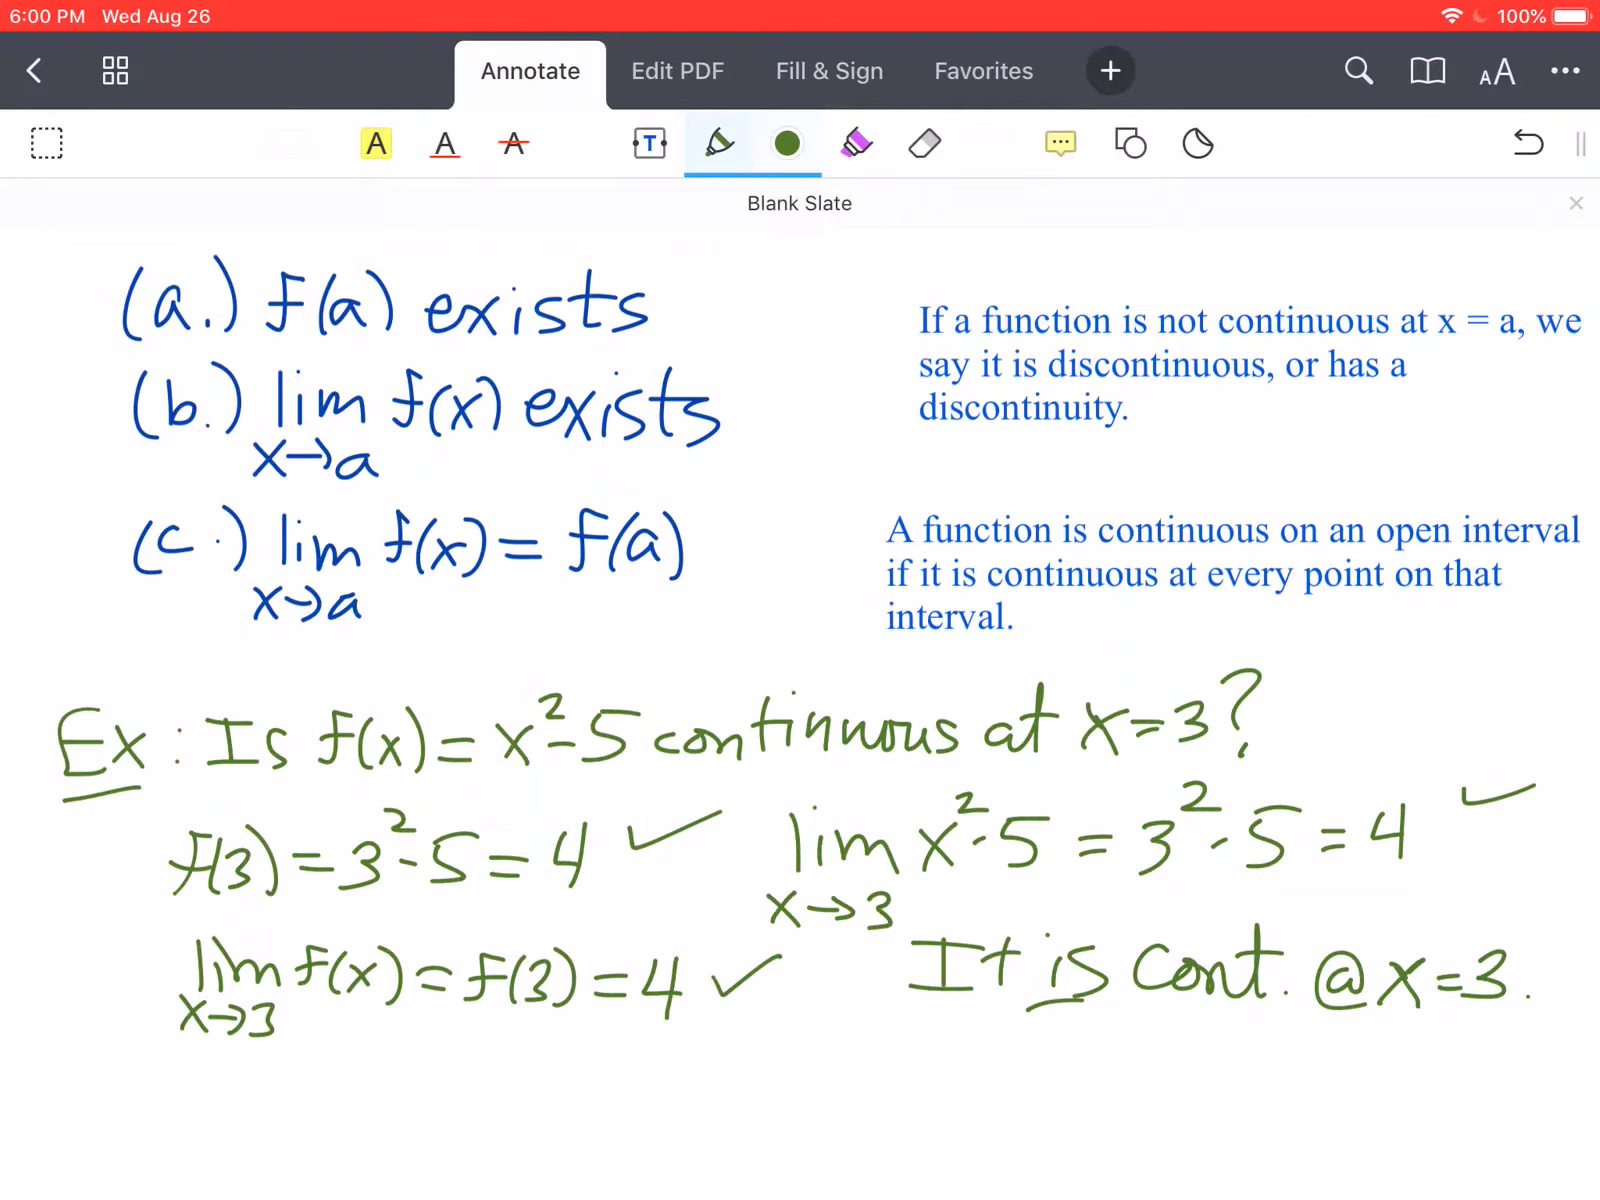 6:00 PM Wed Aug 26 100%
Annotate Edit PDF Fill & Sign Favorites + AA
A A A T
Blank Slate
(a.) f(a) exists
(b.) lim f(x) exists
x→a
(c.) lim f(x) = f(a)
x→a
If a function is not continuous at x = a, we
say it is discontinuous, or has a
discontinuity.
A function is continuous on an open interval
if it is continuous at every point on that
interval.
Ex: Is f(x) = x²-5 continuous at x=3?
f(3) = 3²-5 = 4 ✓
lim x²-5 = 3²-5 = 4 ✓
x→3
lim f(x) = f(3) = 4 ✓
x→3
It is cont. @ x=3.